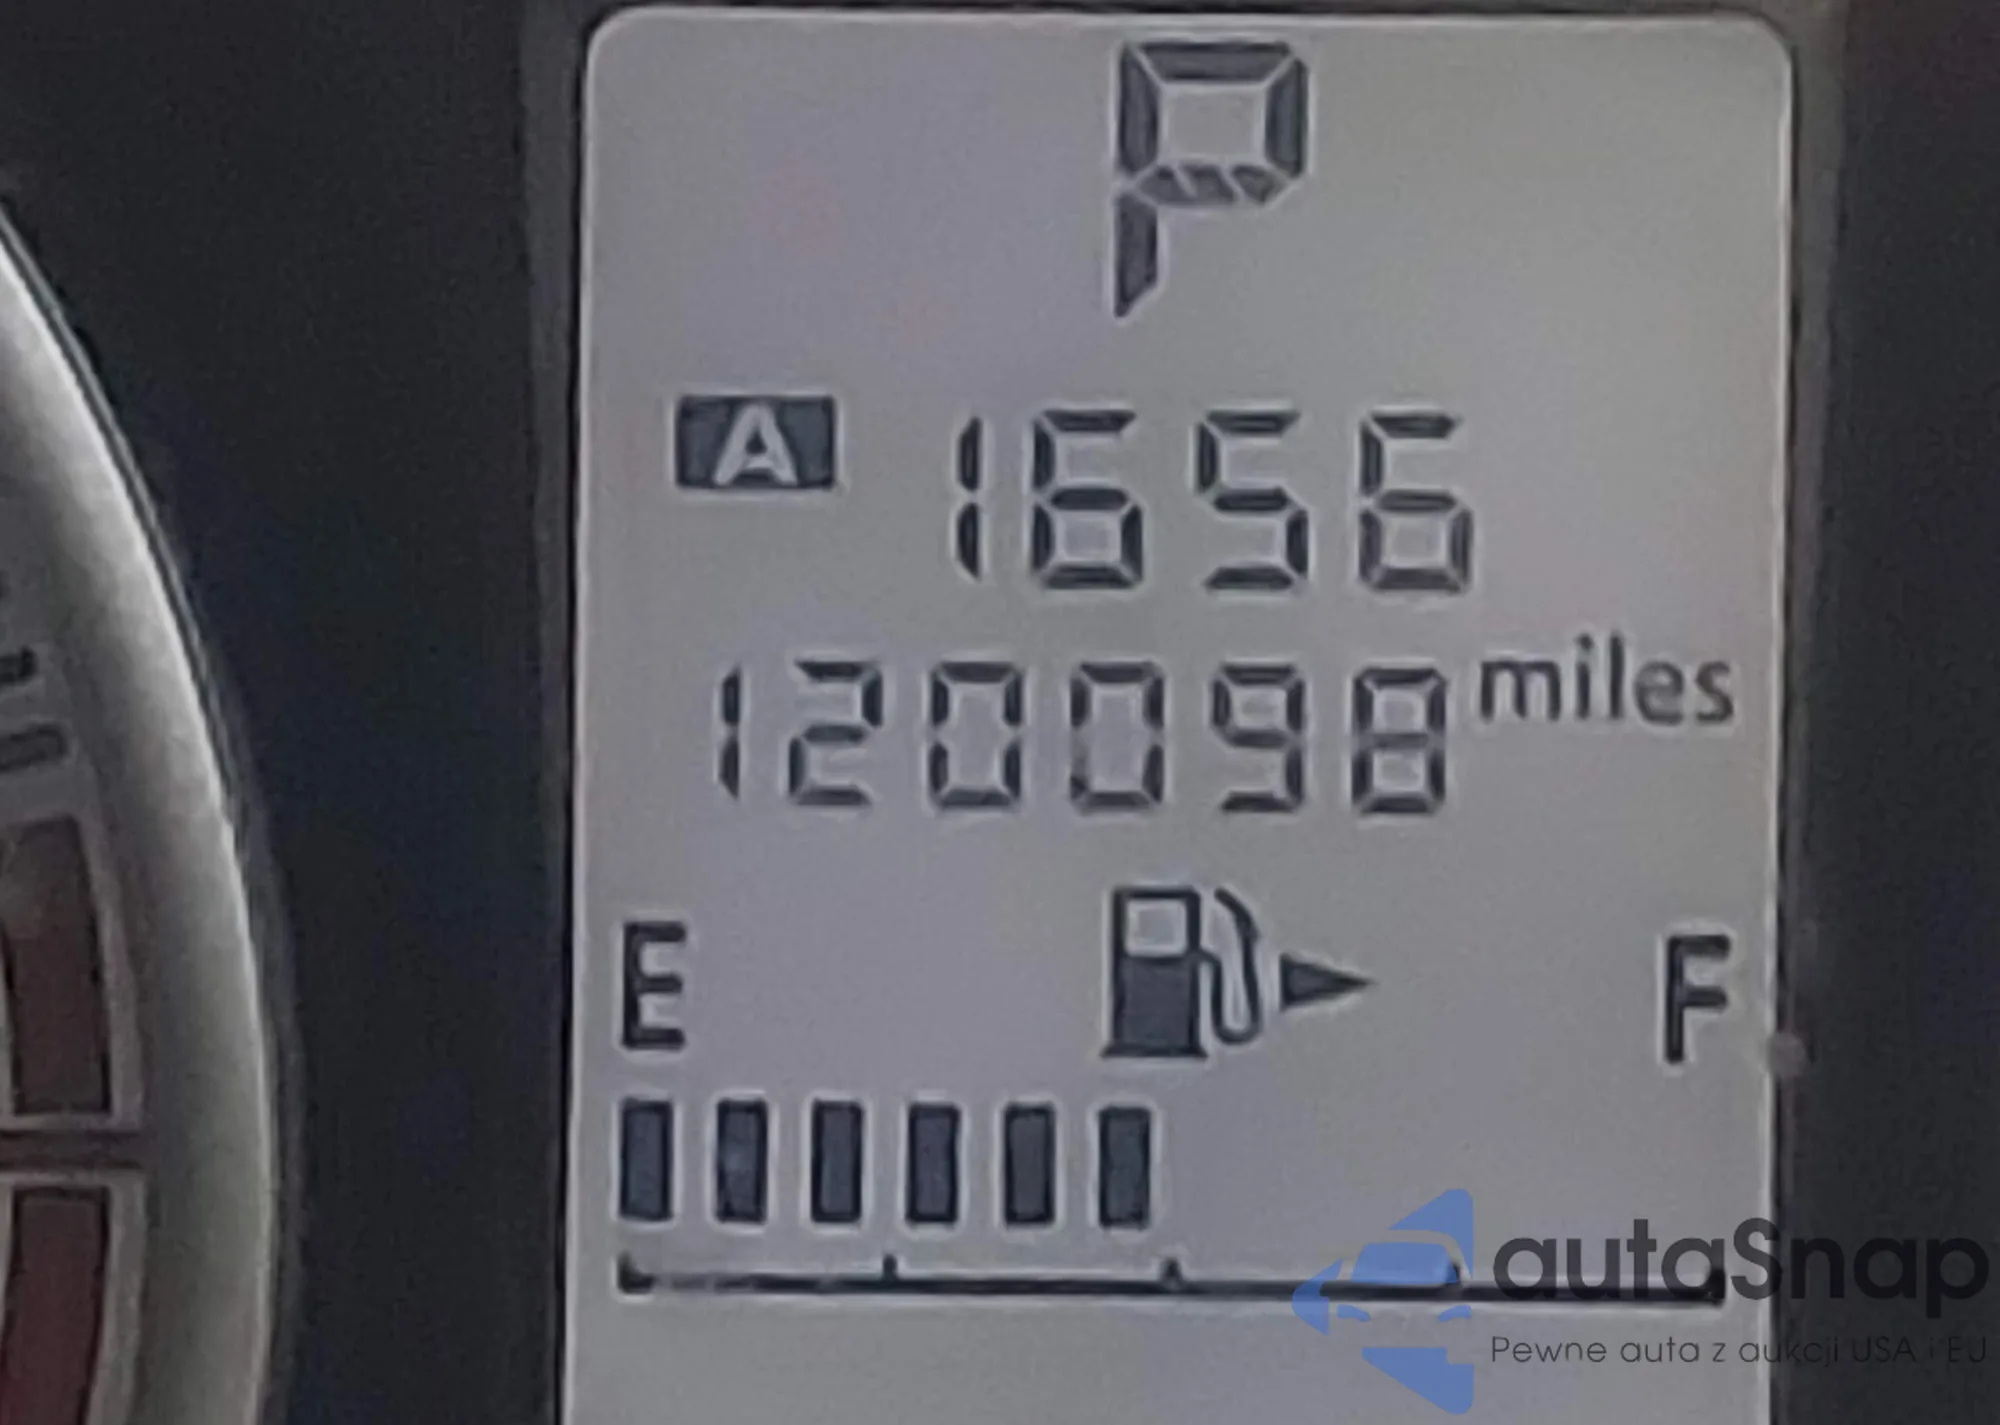 P
A 1656
120098 miles
E F
autaSnap
Pewne auta z aukcji USA i EU